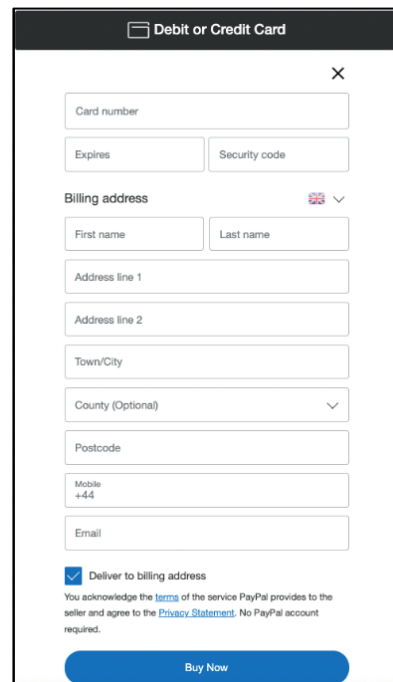 Debit or Credit Card
Card number
Expires
Security code
Billing address
First name
Last name
Address line 1
Address line 2
Town/City
County (Optional)
Postcode
Mobile
+44
Email
Deliver to billing address
You acknowledge the terms of the service PayPal provides to the
seller and agree to the Privacy Statement. No PayPal account
required.
Buy Now